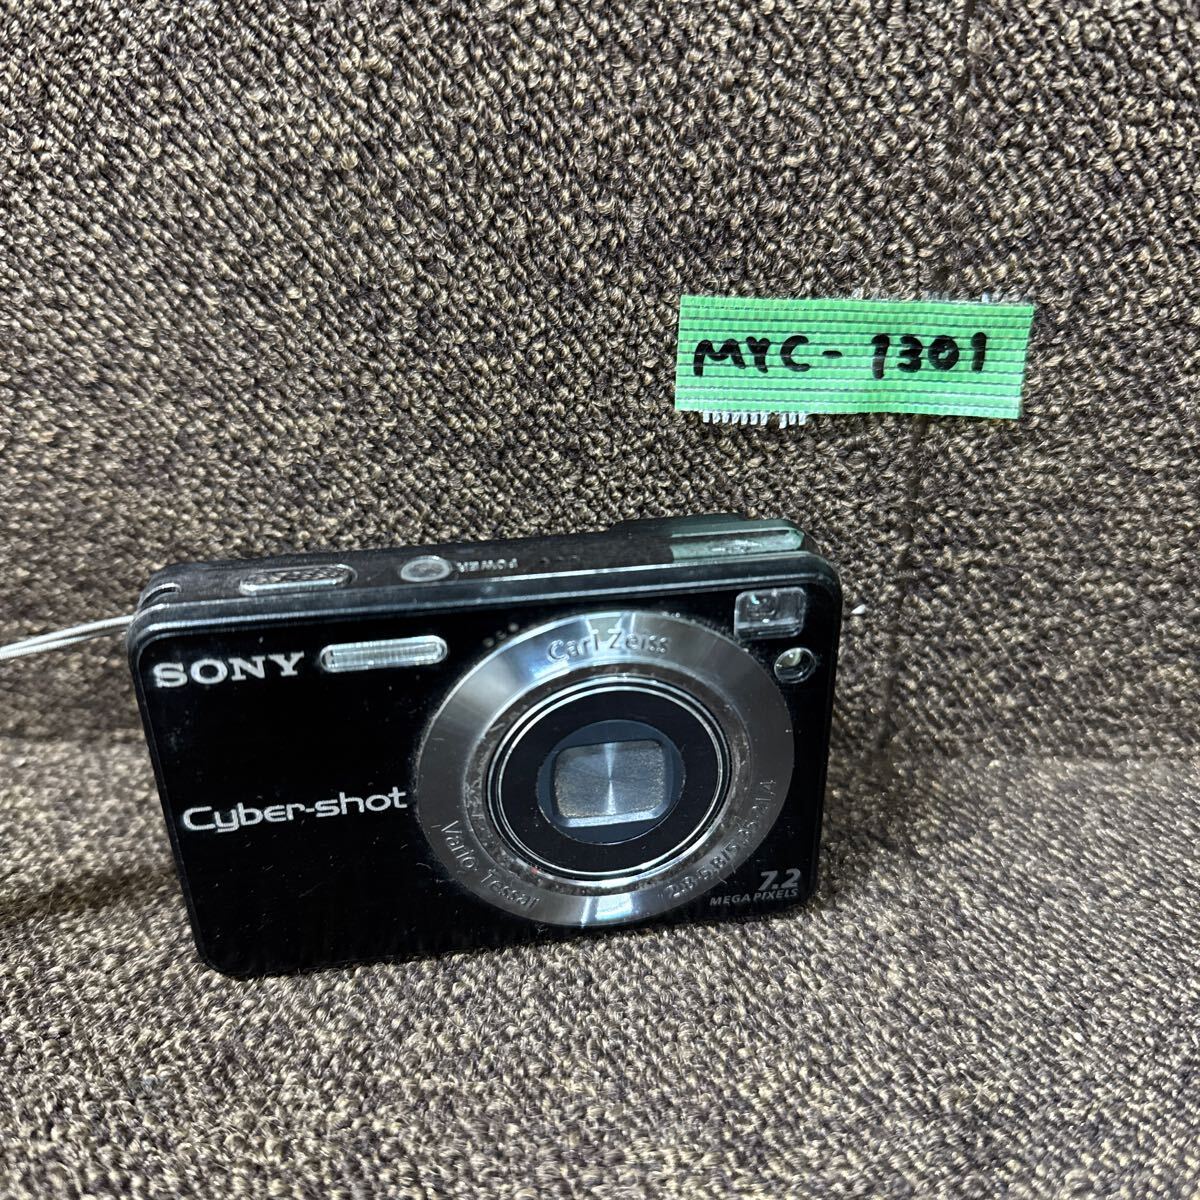 MYC-1301
POWER
SONY
Carl Zeiss
Cyber-shot
Vario-Tessar
7.2
MEGA PIXELS